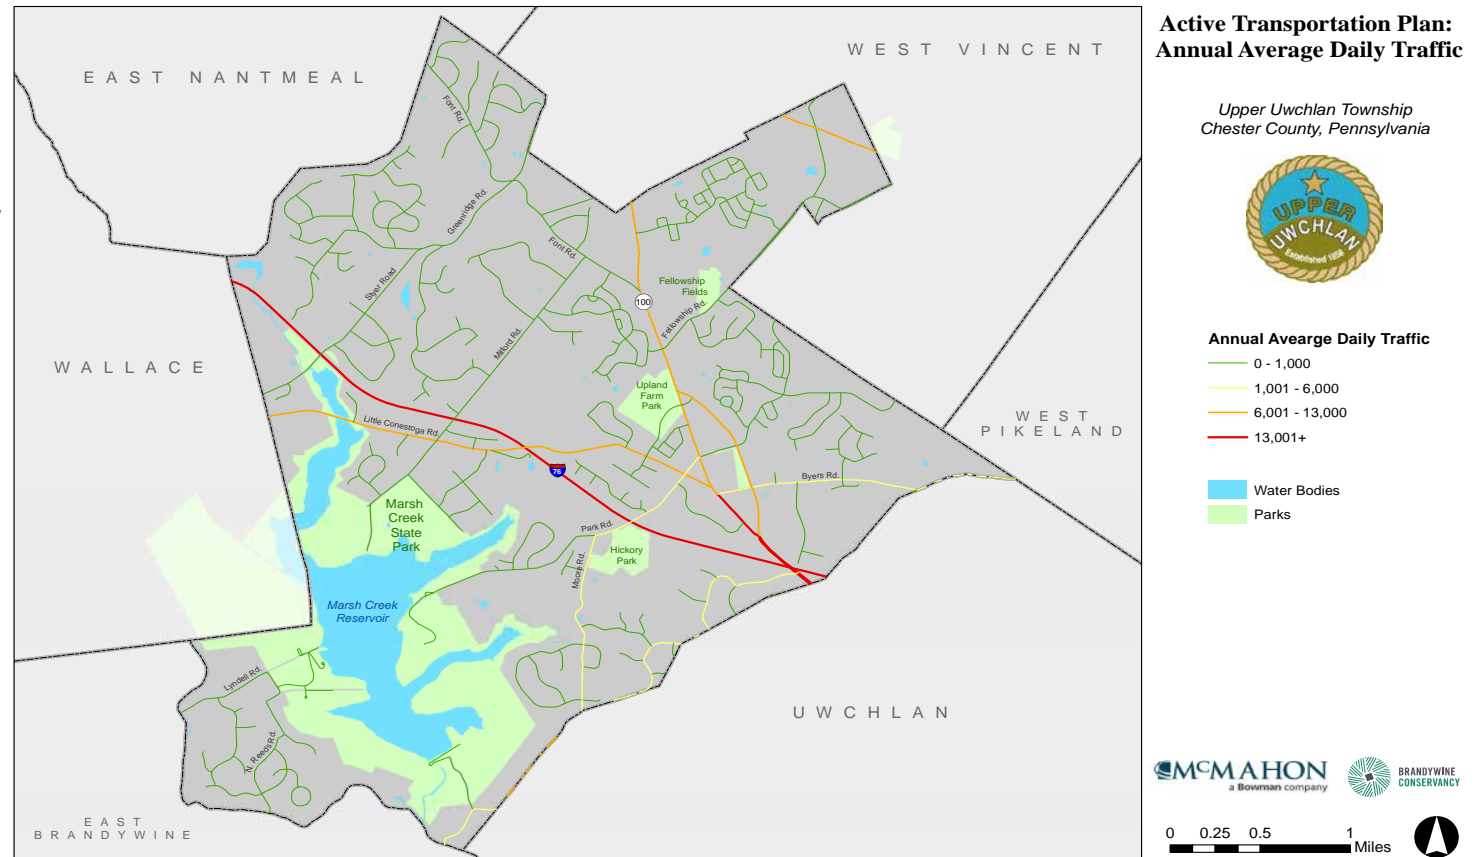 Active Transportation Plan:
Annual Average Daily Traffic
Upper Uwchlan Township
Chester County, Pennsylvania
UPPER
UWCHLAN
Established 1858
Annual Avearge Daily Traffic
0 - 1,000
1,001 - 6,000
6,001 - 13,000
13,001+
Water Bodies
Parks
MCMAHON
a Bowman company
BRANDYWINE
CONSERVANCY
0 0.25 0.5 1
Miles
EAST NANTMEAL
WEST VINCENT
WALLACE
WEST
PIKELAND
UWCHLAN
EAST
BRANDYWINE
Font Rd.
Greenridge Rd.
Styer Road
Font Rd.
Milford Rd.
Fellowship
Fields
100
Fellowship Rd.
Upland
Farm
Park
Little Conestoga Rd.
76
Byers Rd.
Marsh
Creek
State
Park
Park Rd.
Hickory
Park
Moore Rd.
Marsh Creek
Reservoir
Lyndell Rd.
N. Reeds Rd.